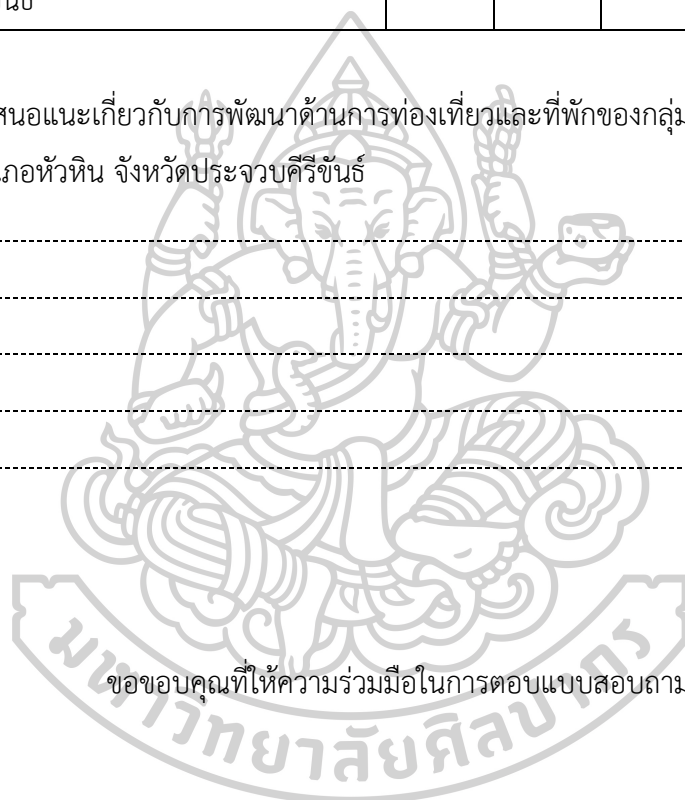 สนอแนะเกี่ยวกับการพัฒนาด้านการท่องเที่ยวและที่พักของกลุ่ม
ภอหัวหิน จังหวัดประจวบคีรีขันธ์
ขอขอบคุณที่ให้ความร่วมมือในการตอบแบบสอบถาม
มหาวิทยาลัยศิลปากร